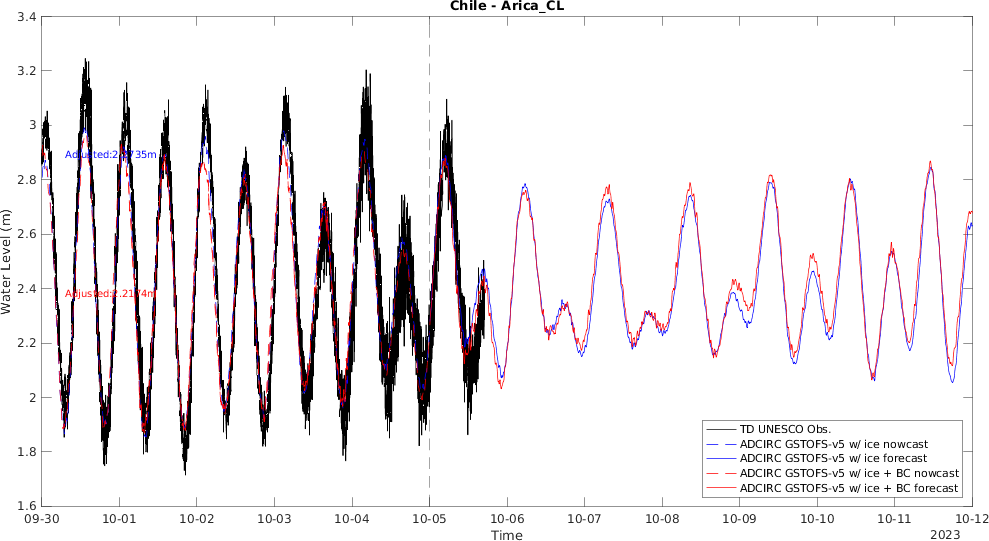 Chile - Arica_CL
3.4
3.2
3
2.8
2.6
2.4
2.2
2
1.8
1.6
Water Level (m)
Adjusted:2.2174m
TD UNESCO Obs.
ADCIRC GSTOFS-v5 w/ ice nowcast
ADCIRC GSTOFS-v5 w/ ice forecast
ADCIRC GSTOFS-v5 w/ ice + BC nowcast
ADCIRC GSTOFS-v5 w/ ice + BC forecast
09-30
10-01
10-02
10-03
10-04
10-05
10-06
10-07
10-08
10-09
10-10
10-11
10-12
Time
2023